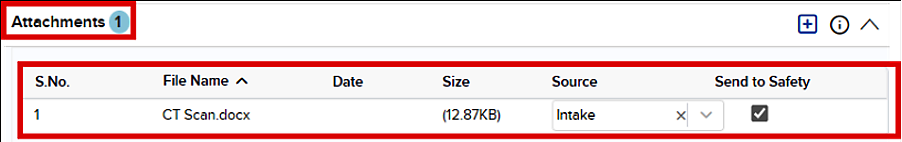 Attachments 1
S.No. File Name Date Size Source Send to Safety
1 CT Scan.docx (12.87KB) Intake